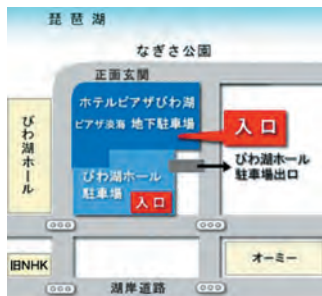 琵琶湖
なぎさ公園
正面玄関
ホテルピアザびわ湖
ピアザ淡海 地下駐車場
入口
びわ湖ホール
びわ湖ホール
駐車場出口
びわ湖ホール
駐車場
入口
旧NHK
オーミー
湖岸道路